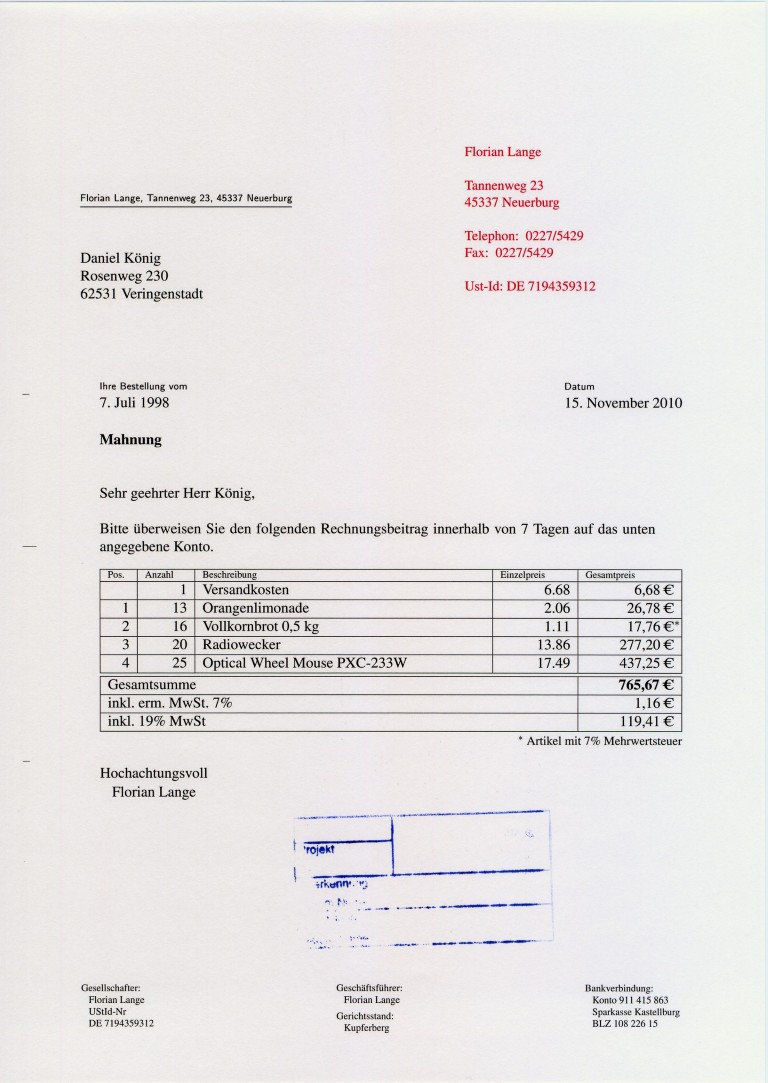 Florian Lange
Tannenweg 23
45337 Neuerburg
Telephon: 0227/5429
Fax: 0227/5429
Ust-Id: DE 7194359312
Florian Lange, Tannenweg 23, 45337 Neuerburg
Daniel König
Rosenweg 230
62531 Veringenstadt
Ihre Bestellung vom Datum
7. Juli 1998 15. November 2010
Mahnung
Sehr geehrter Herr König,
Bitte überweisen Sie den folgenden Rechnungsbeitrag innerhalb von 7 Tagen auf das unten
angegebene Konto.
Pos. Anzahl Beschreibung Einzelpreis Gesamtpreis
1 Versandkosten 6.68 6,68 €
1 13 Orangenlimonade 2.06 26,78 €
2 16 Vollkornbrot 0,5 kg 1.11 17,76 €*
3 20 Radiowecker 13.86 277,20 €
4 25 Optical Wheel Mouse PXC-233W 17.49 437,25 €
Gesamtsumme 765,67 €
inkl. erm. MwSt. 7% 1,16 €
inkl. 19% MwSt 119,41 €
* Artikel mit 7% Mehrwertsteuer
Hochachtungsvoll
Florian Lange
rojekt
Gesellschafter: Geschäftsführer: Bankverbindung:
Florian Lange Florian Lange Konto 911 415 863
UStId-Nr Gerichtsstand: Sparkasse Kastellburg
DE 7194359312 Kupferberg BLZ 108 226 15